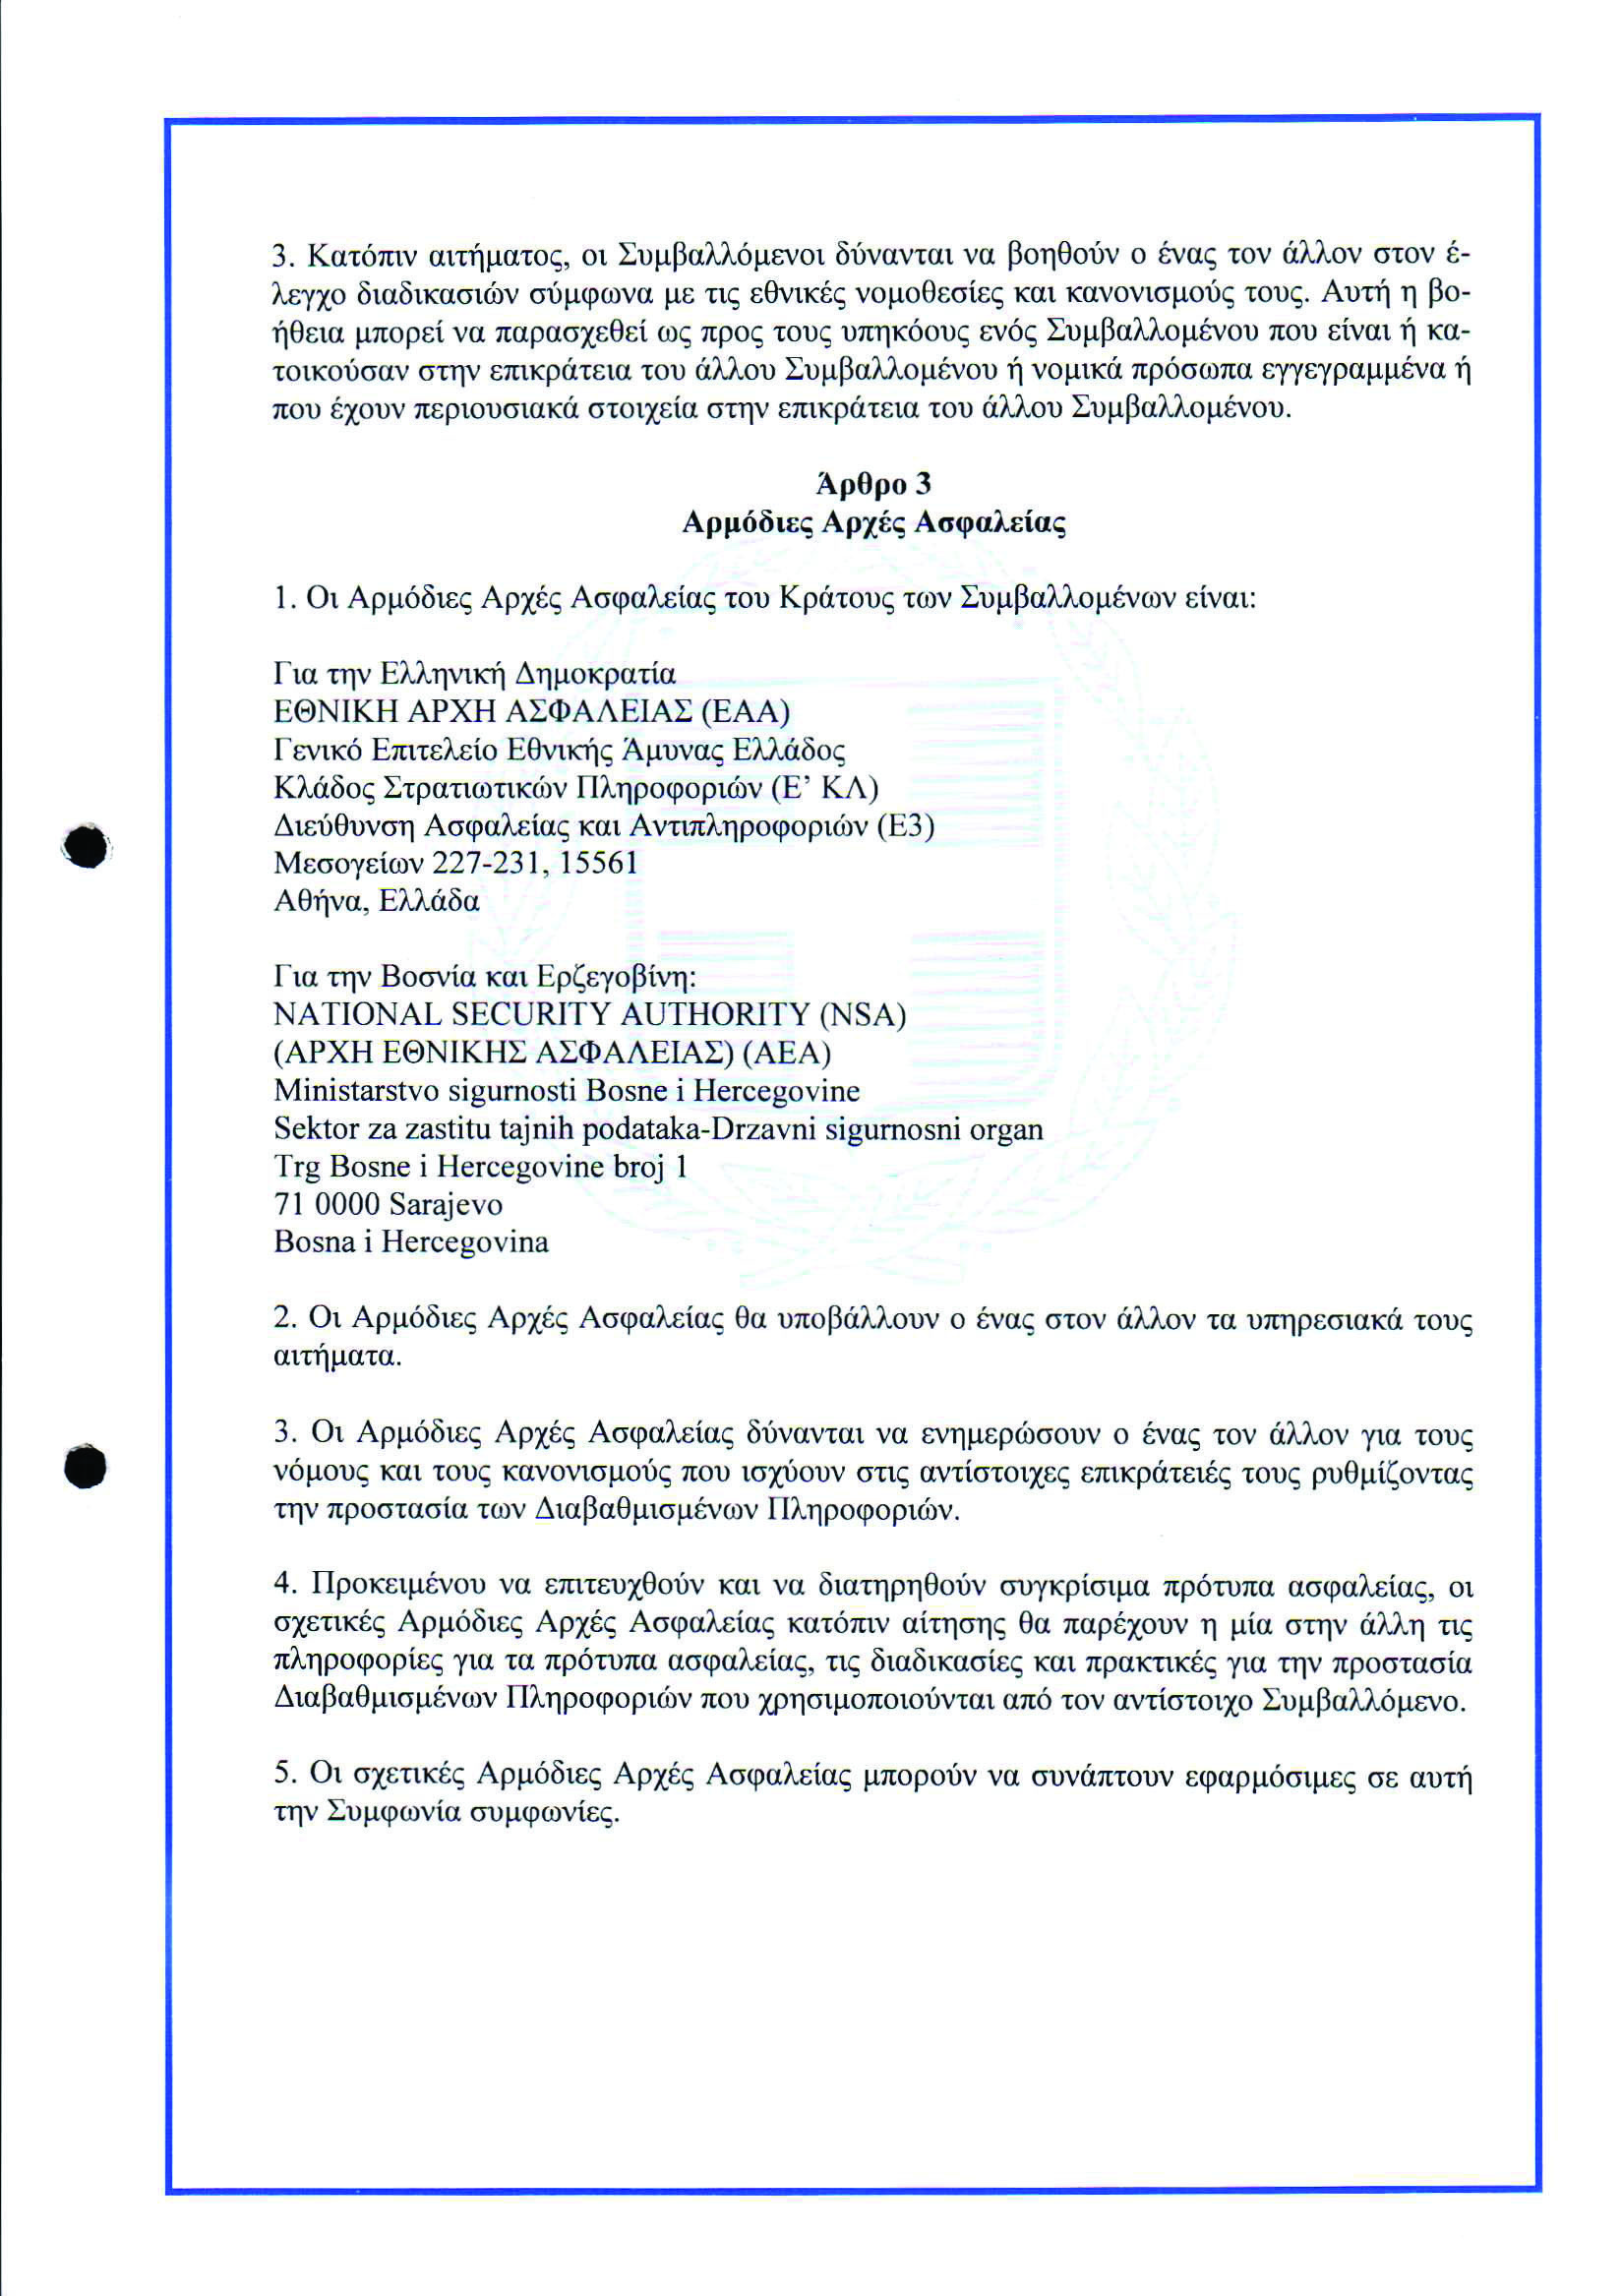 3. Κατόπιν αιτήματος, οι Συμβαλλόμενοι δύνανται να βοηθούν ο ένας τον άλλον στον έ-
λεγχο διαδικασιών σύμφωνα με τις εθνικές νομοθεσίες και κανονισμούς τους. Αυτή η βο-
ήθεια μπορεί να παρασχεθεί ως προς τους υπηκόους ενός Συμβαλλομένου που είναι ή κα-
τοικούσαν στην επικράτεια του άλλου Συμβαλλομένου ή νομικά πρόσωπα εγγεγραμμένα ή
που έχουν περιουσιακά στοιχεία στην επικράτεια του άλλου Συμβαλλομένου.
Άρθρο 3
Αρμόδιες Αρχές Ασφαλείας
1. Οι Αρμόδιες Αρχές Ασφαλείας του Κράτους των Συμβαλλομένων είναι:
Για την Ελληνική Δημοκρατία
ΕΘΝΙΚΗ ΑΡΧΗ ΑΣΦΑΛΕΙΑΣ (ΕΑΑ)
Γενικό Επιτελείο Εθνικής Άμυνας Ελλάδος
Κλάδος Στρατιωτικών Πληροφοριών (Ε’ ΚΛ)
Διεύθυνση Ασφαλείας και Αντιπληροφοριών (Ε3)
Μεσογείων 227-231, 15561
Αθήνα, Ελλάδα
Για την Βοσνία και Ερζεγοβίνη:
NATIONAL SECURITY AUTHORITY (NSA)
(ΑΡΧΗ ΕΘΝΙΚΗΣ ΑΣΦΑΛΕΙΑΣ) (ΑΕΑ)
Ministarstvo sigurnosti Bosne i Hercegovine
Sektor za zastitu tajnih podataka-Drzavni sigurnosni organ
Trg Bosne i Hercegovine broj 1
71 0000 Sarajevo
Bosna i Hercegovina
2. Οι Αρμόδιες Αρχές Ασφαλείας θα υποβάλλουν ο ένας στον άλλον τα υπηρεσιακά τους
αιτήματα.
3. Οι Αρμόδιες Αρχές Ασφαλείας δύνανται να ενημερώσουν ο ένας τον άλλον για τους
νόμους και τους κανονισμούς που ισχύουν στις αντίστοιχες επικράτειές τους ρυθμίζοντας
την προστασία των Διαβαθμισμένων Πληροφοριών.
4. Προκειμένου να επιτευχθούν και να διατηρηθούν συγκρίσιμα πρότυπα ασφαλείας, οι
σχετικές Αρμόδιες Αρχές Ασφαλείας κατόπιν αίτησης θα παρέχουν η μία στην άλλη τις
πληροφορίες για τα πρότυπα ασφαλείας, τις διαδικασίες και πρακτικές για την προστασία
Διαβαθμισμένων Πληροφοριών που χρησιμοποιούνται από τον αντίστοιχο Συμβαλλόμενο.
5. Οι σχετικές Αρμόδιες Αρχές Ασφαλείας μπορούν να συνάπτουν εφαρμόσιμες σε αυτή
την Συμφωνία συμφωνίες.